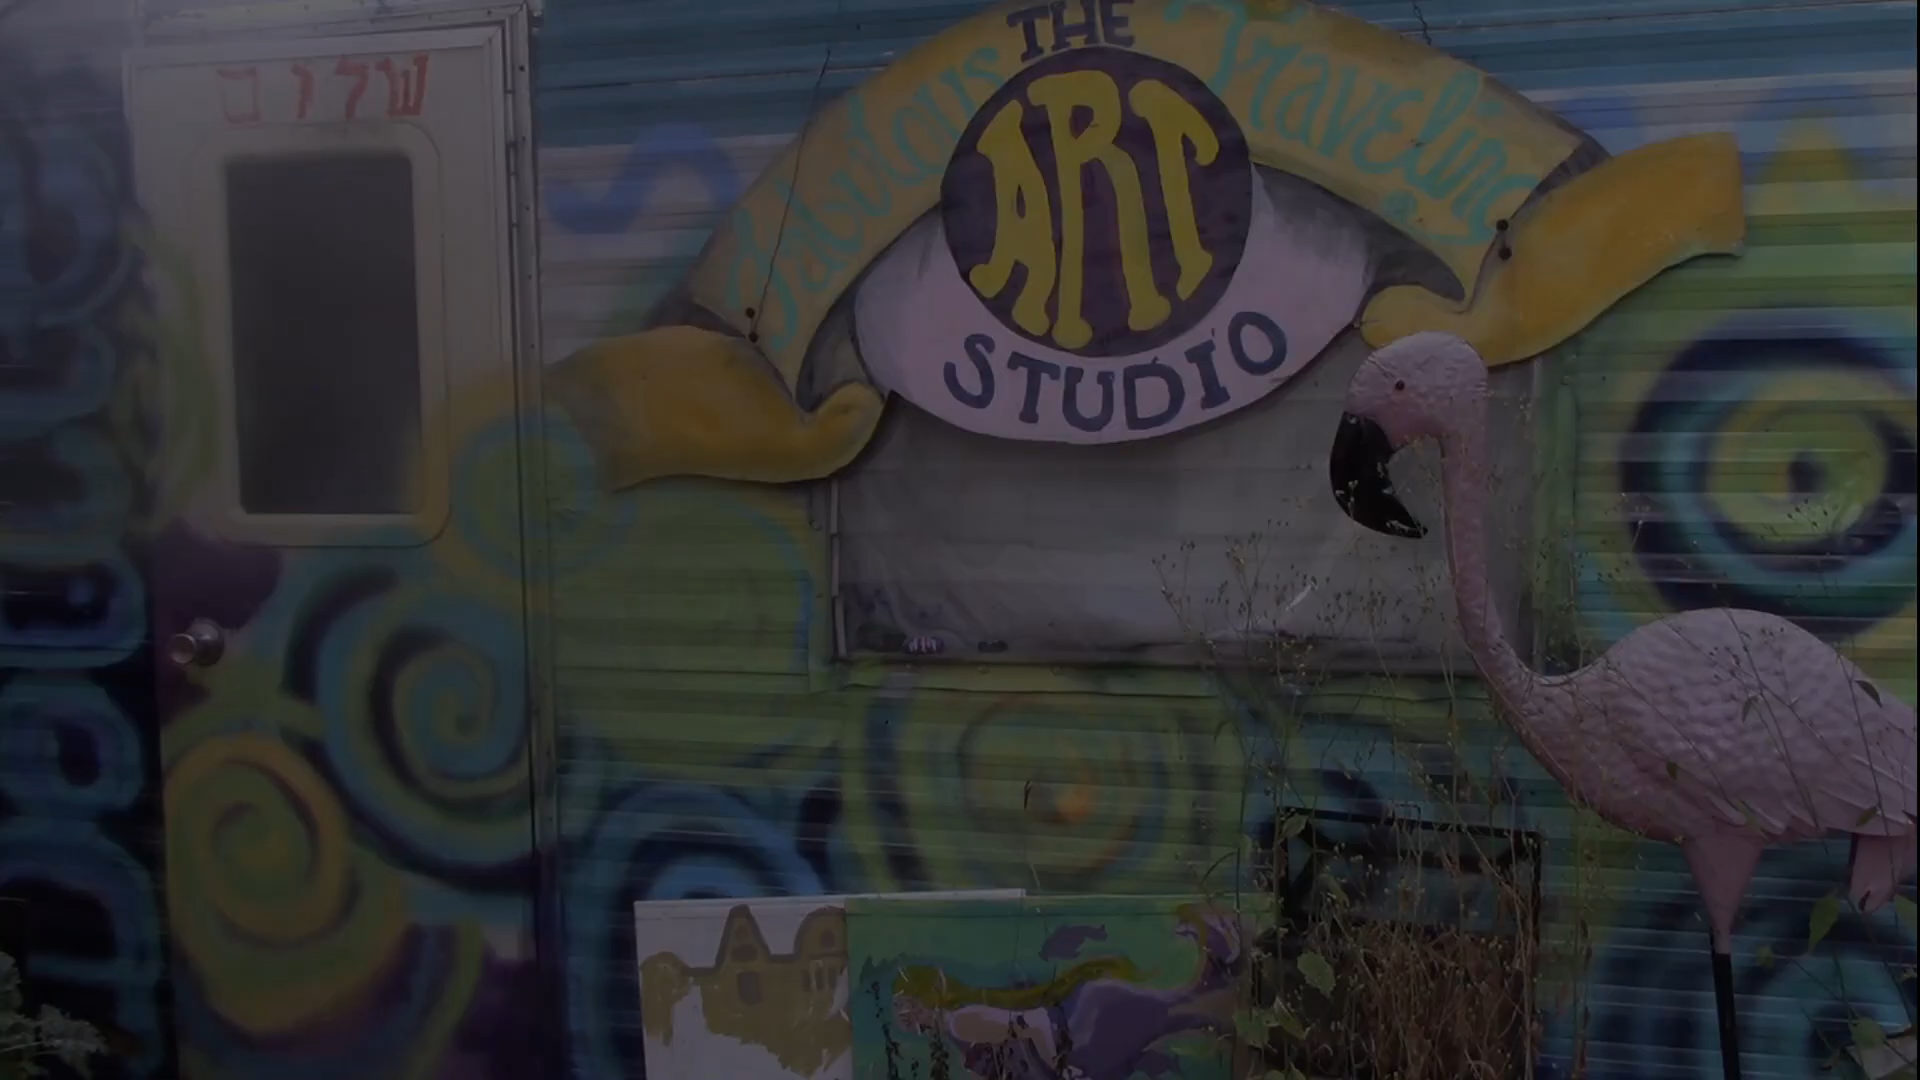 שלום
THE
Fabulous Traveling
ART
STUDIO